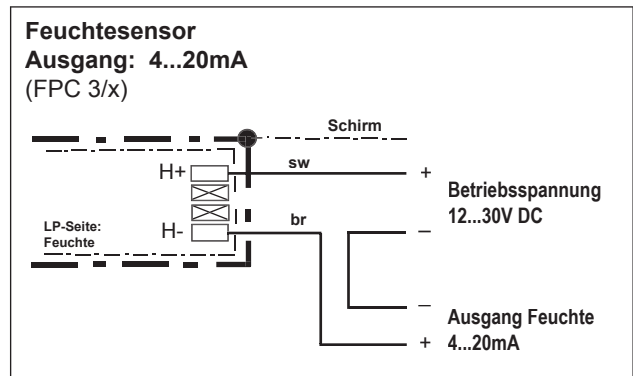 Feuchtesensor
Ausgang: 4...20mA
(FPC 3/x)
Schirm
H+
sw
+
Betriebsspannung
12...30V DC
LP-Seite:
Feuchte
H-
br
–
–
Ausgang Feuchte
+
4...20mA